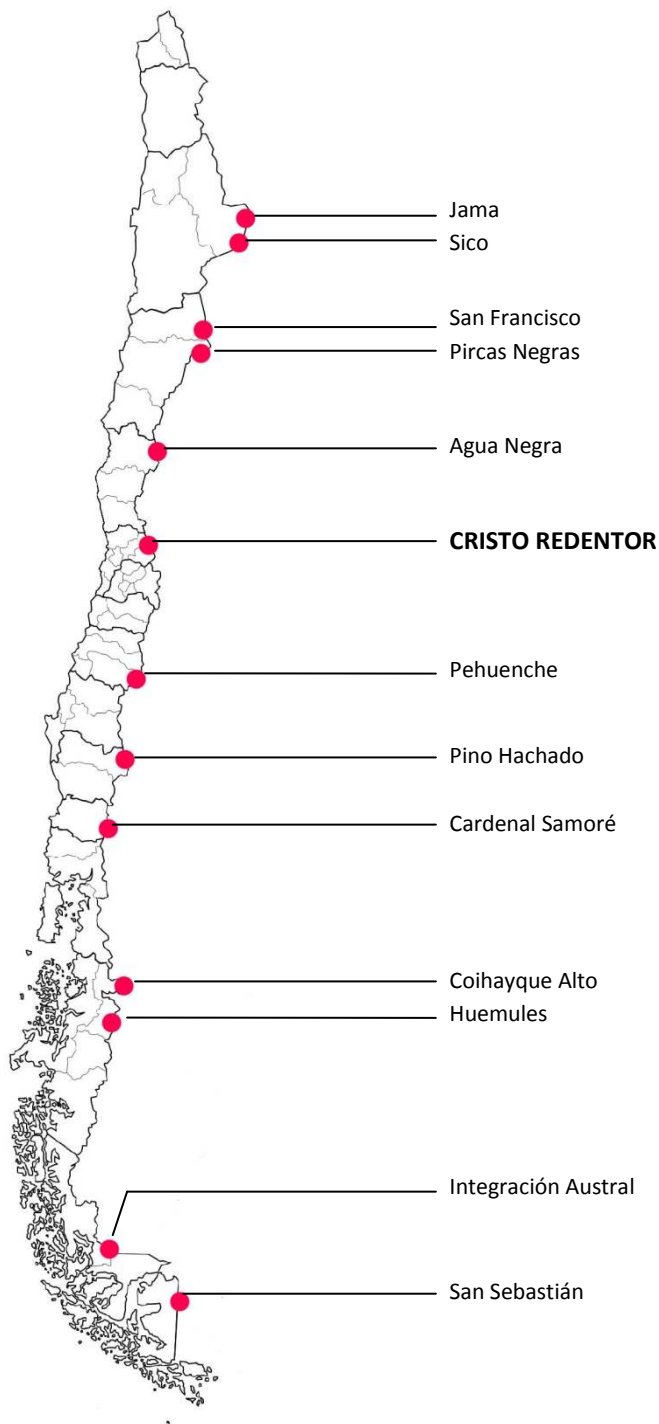 Jama
Sico
San Francisco
Pircas Negras
Agua Negra
CRISTO REDENTOR
Pehuenche
Pino Hachado
Cardenal Samoré
Coihayque Alto
Huemules
Integración Austral
San Sebastián